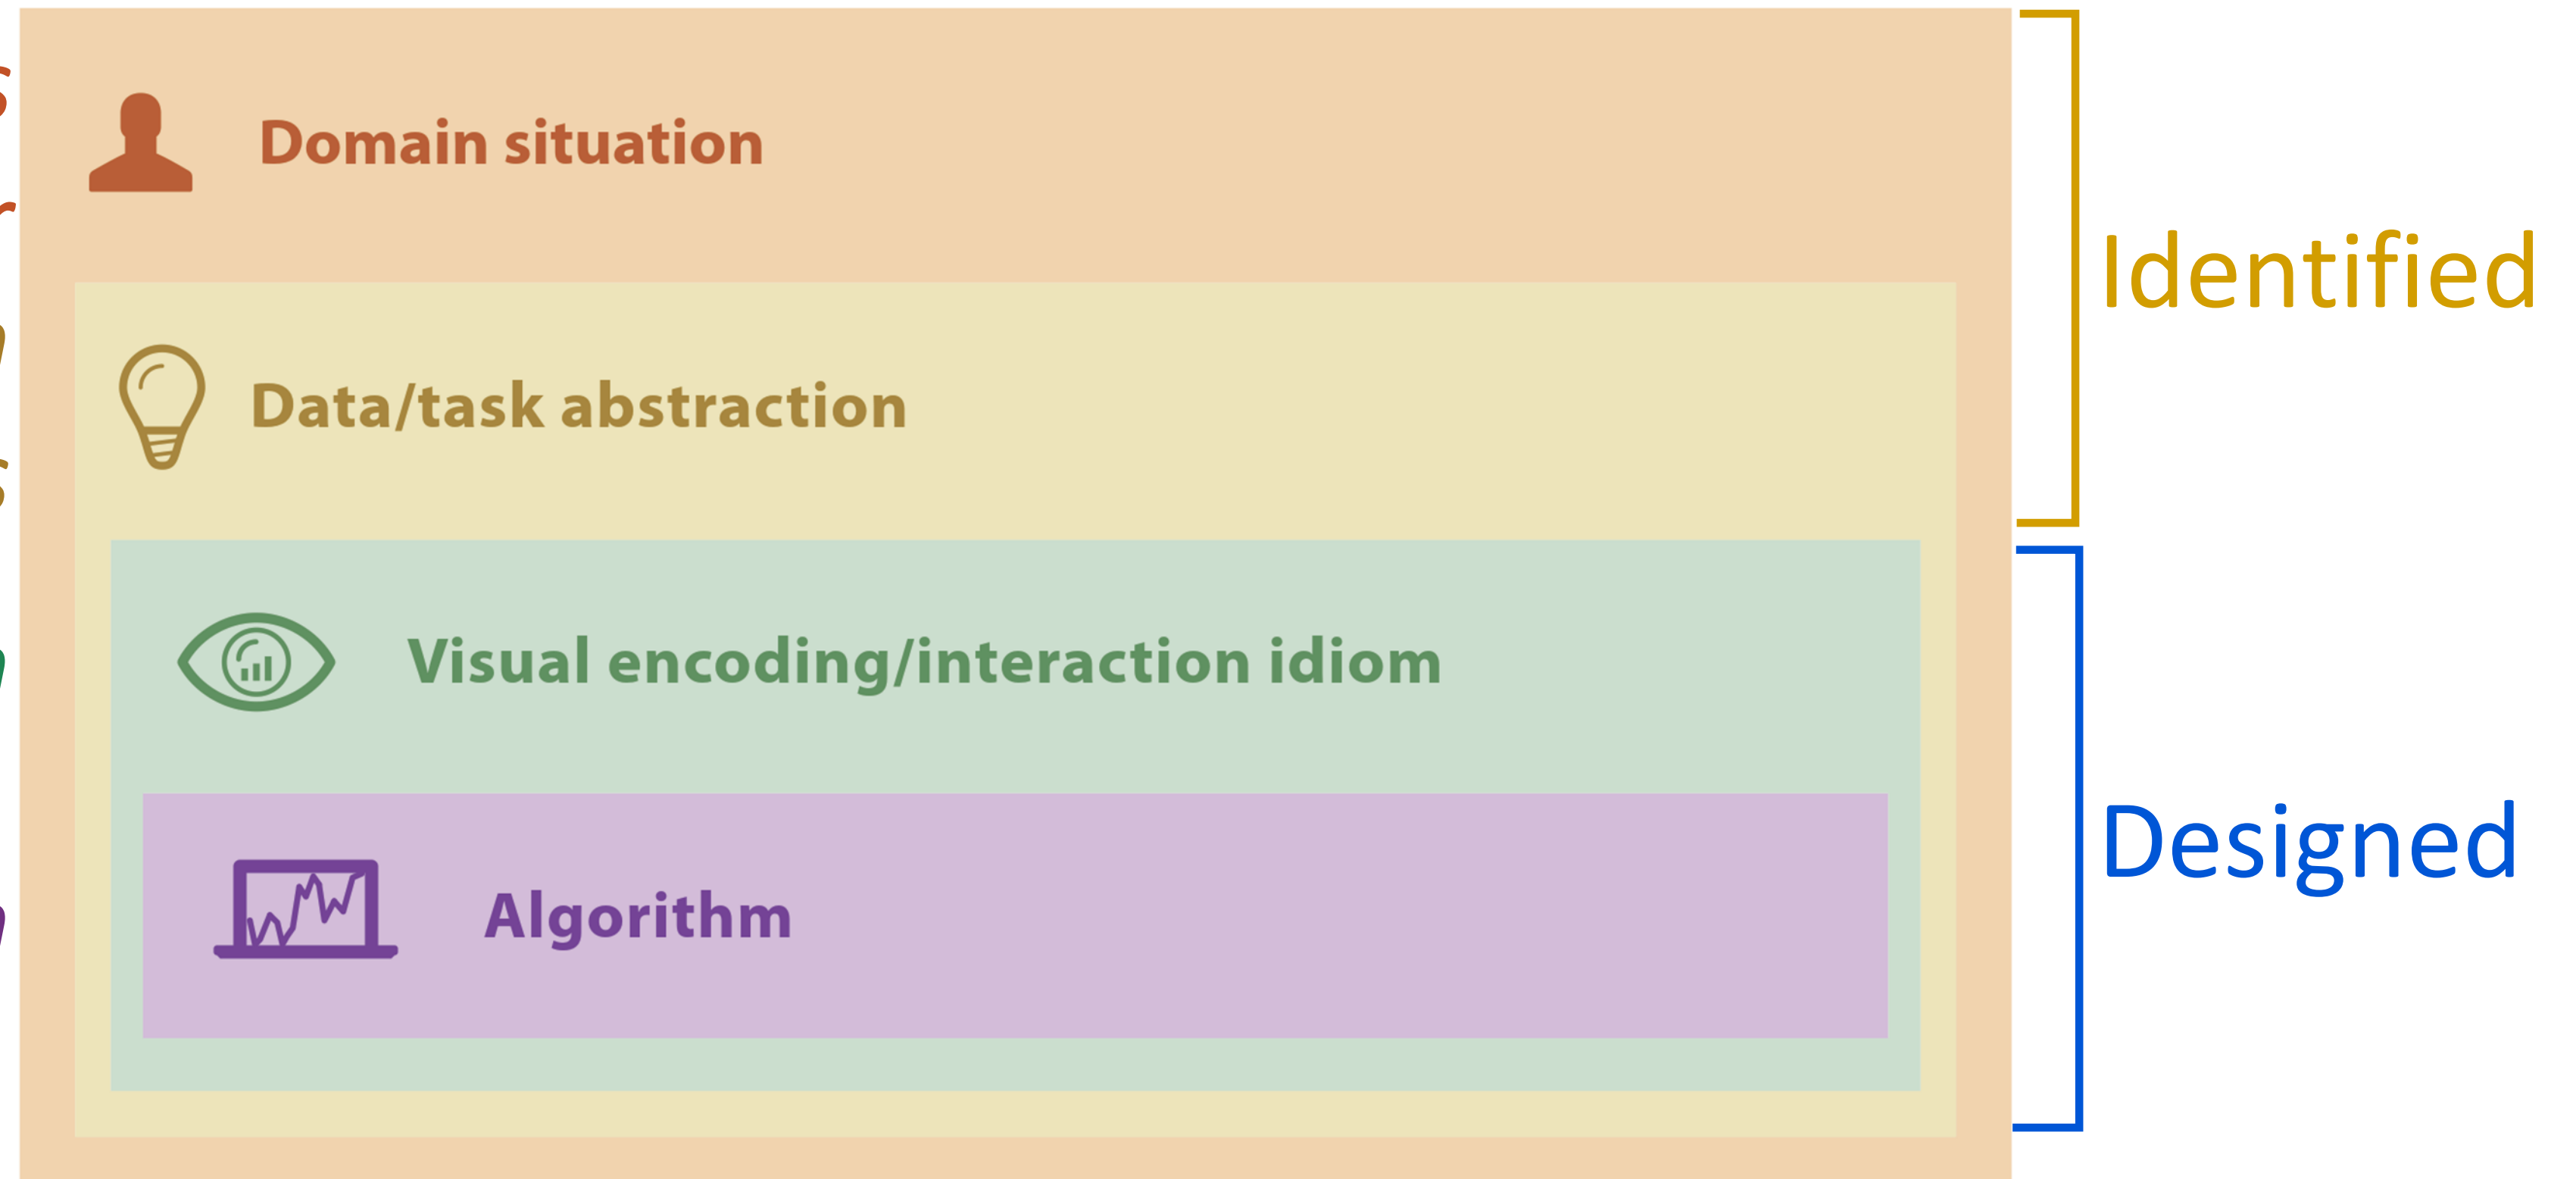 Domain situation
Identified
Data/task abstraction
Visual encoding/interaction idiom
Designed
Algorithm